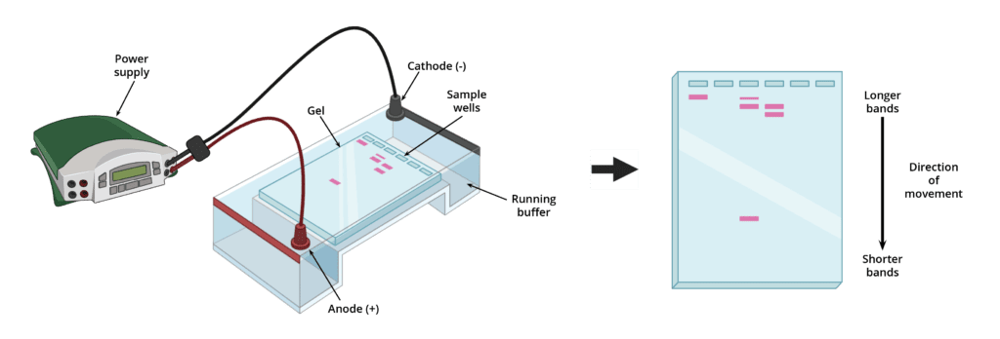 Power
supply
Cathode (-)
Sample
wells
Gel
Running
buffer
Anode (+)
Longer
bands
Direction
of
movement
Shorter
bands